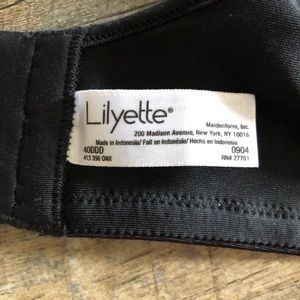 Lilyette®
Maidenform, Inc.
200 Madison Avenue, New York, NY 10016
Made in Indonesia/ Fait en Indonésie/ Hecho en Indonesia
40DDD 0904
413 356 ONX RN# 27701